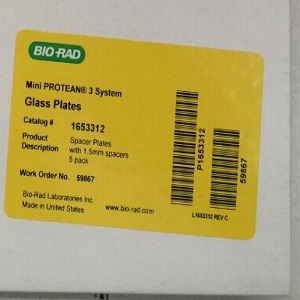 BIO-RAD
Mini PROTEAN® 3 System
Glass Plates
Catalog # 1653312
Product Description Spacer Plates
with 1.5mm spacers
5 pack
Work Order No. 59867
Bio-Rad Laboratories Inc.
Made in United States www.bio-rad.com
P1653312
59867
L1653312 REV C